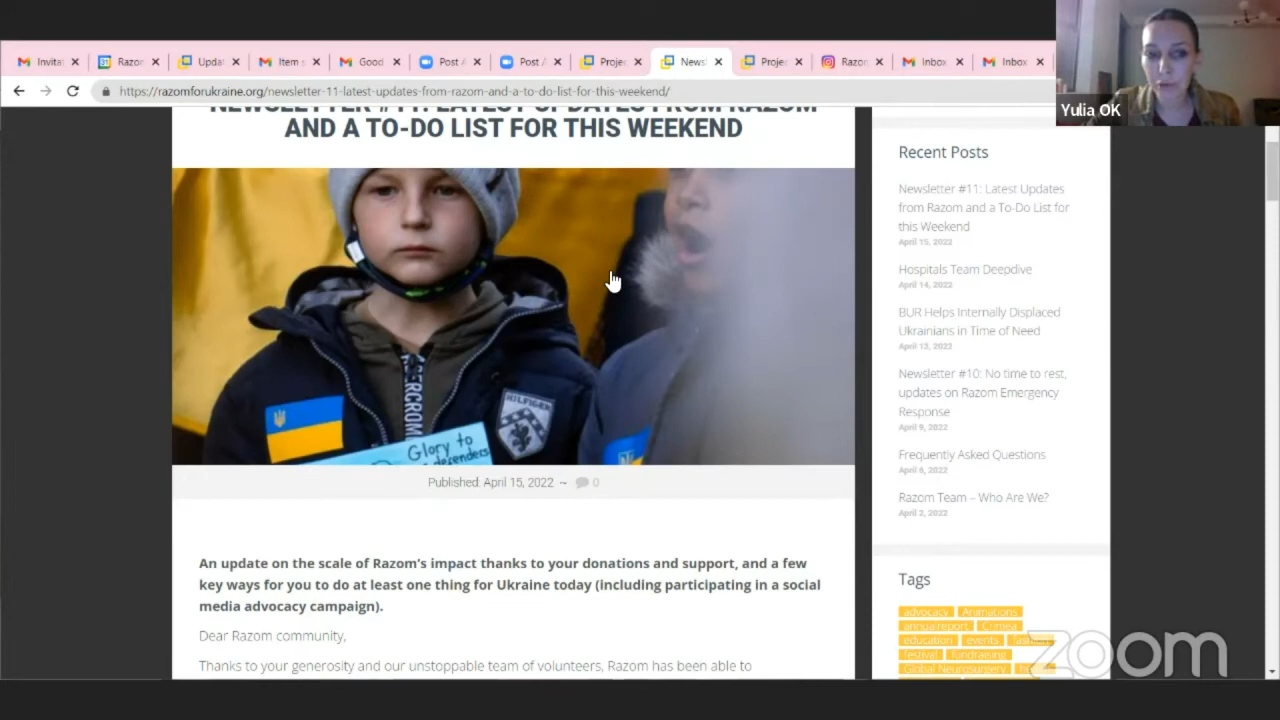 Invita
Razon
Updat
Item s
Good
Post A
Post A
Projec
Newsl
Projec
Razon
Inbox
Inbox
https://razomforukraine.org/newsletter-11-latest-updates-from-razom-and-a-to-do-list-for-this-weekend/
Yulia OK
NEWSLETTER #11: LATEST UPDATES FROM RAZOM
AND A TO-DO LIST FOR THIS WEEKEND
HILFIGER
ABERCROM
Glory to
defenders
Published: April 15, 2022 ~ 0
An update on the scale of Razom's impact thanks to your donations and support, and a few
key ways for you to do at least one thing for Ukraine today (including participating in a social
media advocacy campaign).
Dear Razom community,
Thanks to your generosity and our unstoppable team of volunteers, Razom has been able to
Recent Posts
Newsletter #11: Latest Updates
from Razom and a To-Do List for
this Weekend
April 15, 2022
Hospitals Team Deepdive
April 14, 2022
BUR Helps Internally Displaced
Ukrainians in Time of Need
April 13, 2022
Newsletter #10: No time to rest,
updates on Razom Emergency
Response
April 9, 2022
Frequently Asked Questions
April 6, 2022
Razom Team – Who Are We?
April 2, 2022
Tags
advocacy Animations
annualreport Crimea
education events fashion
festival fundraising
Global Neurosurgery
zoom